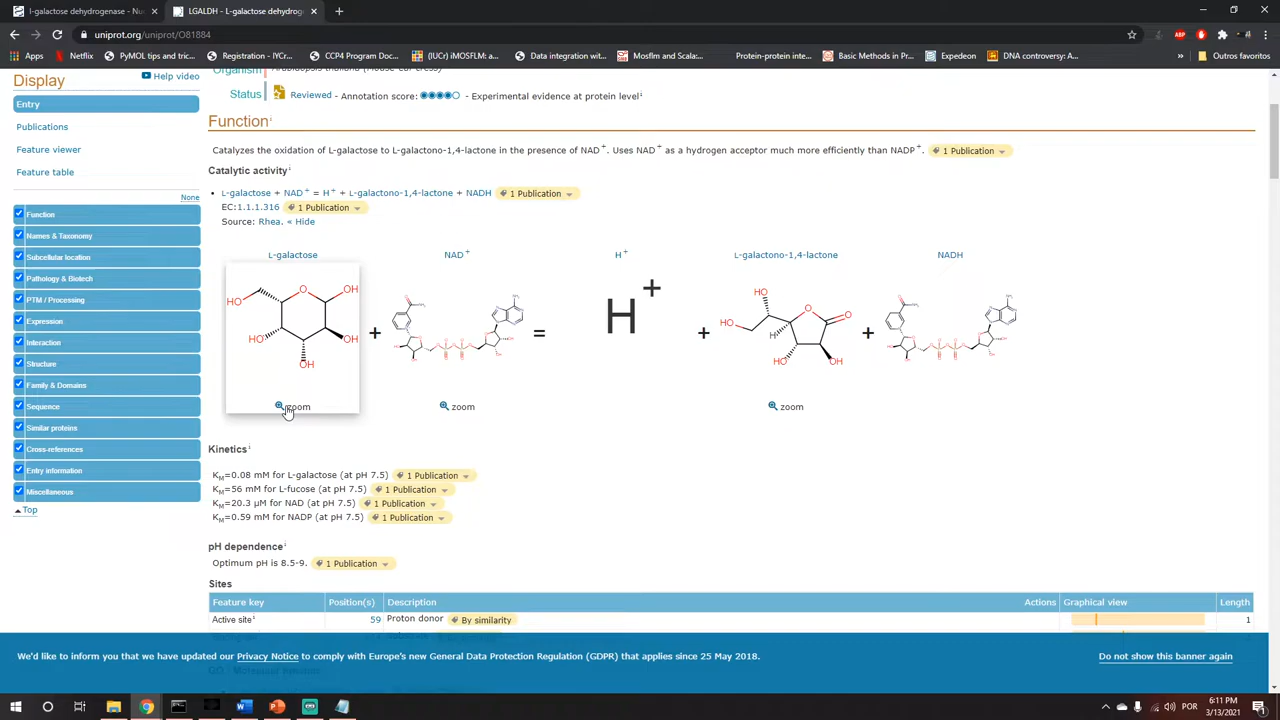 l-galactose dehydrogenase - Nuc
LGALDH - L-galactose dehydrog
uniprot.org/uniprot/O81884
Apps
Netflix
PyMOL tips and tric...
Registration - IYCr...
CCP4 Program Doc...
(IUCr) iMOSFLM - a...
Data integration wi...
Mosflm and Scala:...
Protein-protein inte...
Basic Methods in Pr...
Expedeon
DNA controversy: A...
»
Outros favoritos
Display
Help video
Entry
Publications
Feature viewer
Feature table
None
Function
Names & Taxonomy
Subcellular location
Pathology & Biotech
PTM / Processing
Expression
Interaction
Structure
Family & Domains
Sequence
Similar proteins
Cross-references
Entry information
Miscellaneous
Top
Organism
Status
Reviewed - Annotation score: - Experimental evidence at protein level i
Function i
Catalyzes the oxidation of L-galactose to L-galactono-1,4-lactone in the presence of NAD+. Uses NAD+ as a hydrogen acceptor much more efficiently than NADP+. 1 Publication
Catalytic activity i
L-galactose + NAD+ = H+ + L-galactono-1,4-lactone + NADH 1 Publication
EC:1.1.1.316 1 Publication
Source: Rhea. « Hide
L-galactose
NAD+
H+
L-galactono-1,4-lactone
NADH
HO
O
OH
HO
OH
OH
+
=
H+
+
HO
HO
H
O
O
HO
OH
+
zoom
zoom
zoom
Kinetics i
KM=0.08 mM for L-galactose (at pH 7.5) 1 Publication
KM=56 mM for L-fucose (at pH 7.5) 1 Publication
KM=20.3 µM for NAD (at pH 7.5) 1 Publication
KM=0.59 mM for NADP (at pH 7.5) 1 Publication
pH dependence i
Optimum pH is 8.5-9. 1 Publication
Sites
Feature key Position(s) Description Actions Graphical view Length
Active site i 59 Proton donor By similarity 1
We'd like to inform you that we have updated our Privacy Notice to comply with Europe's new General Data Protection Regulation (GDPR) that applies since 25 May 2018.
Do not show this banner again
POR
6:11 PM
3/13/2021